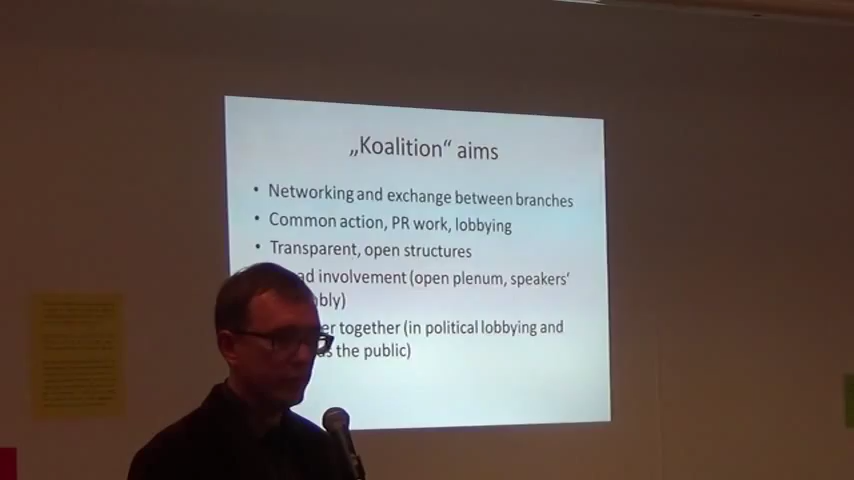 „Koalition“ aims
• Networking and exchange between branches
• Common action, PR work, lobbying
• Transparent, open structures
ad involvement (open plenum, speakers‘
bly)
er together (in political lobbying and
s the public)